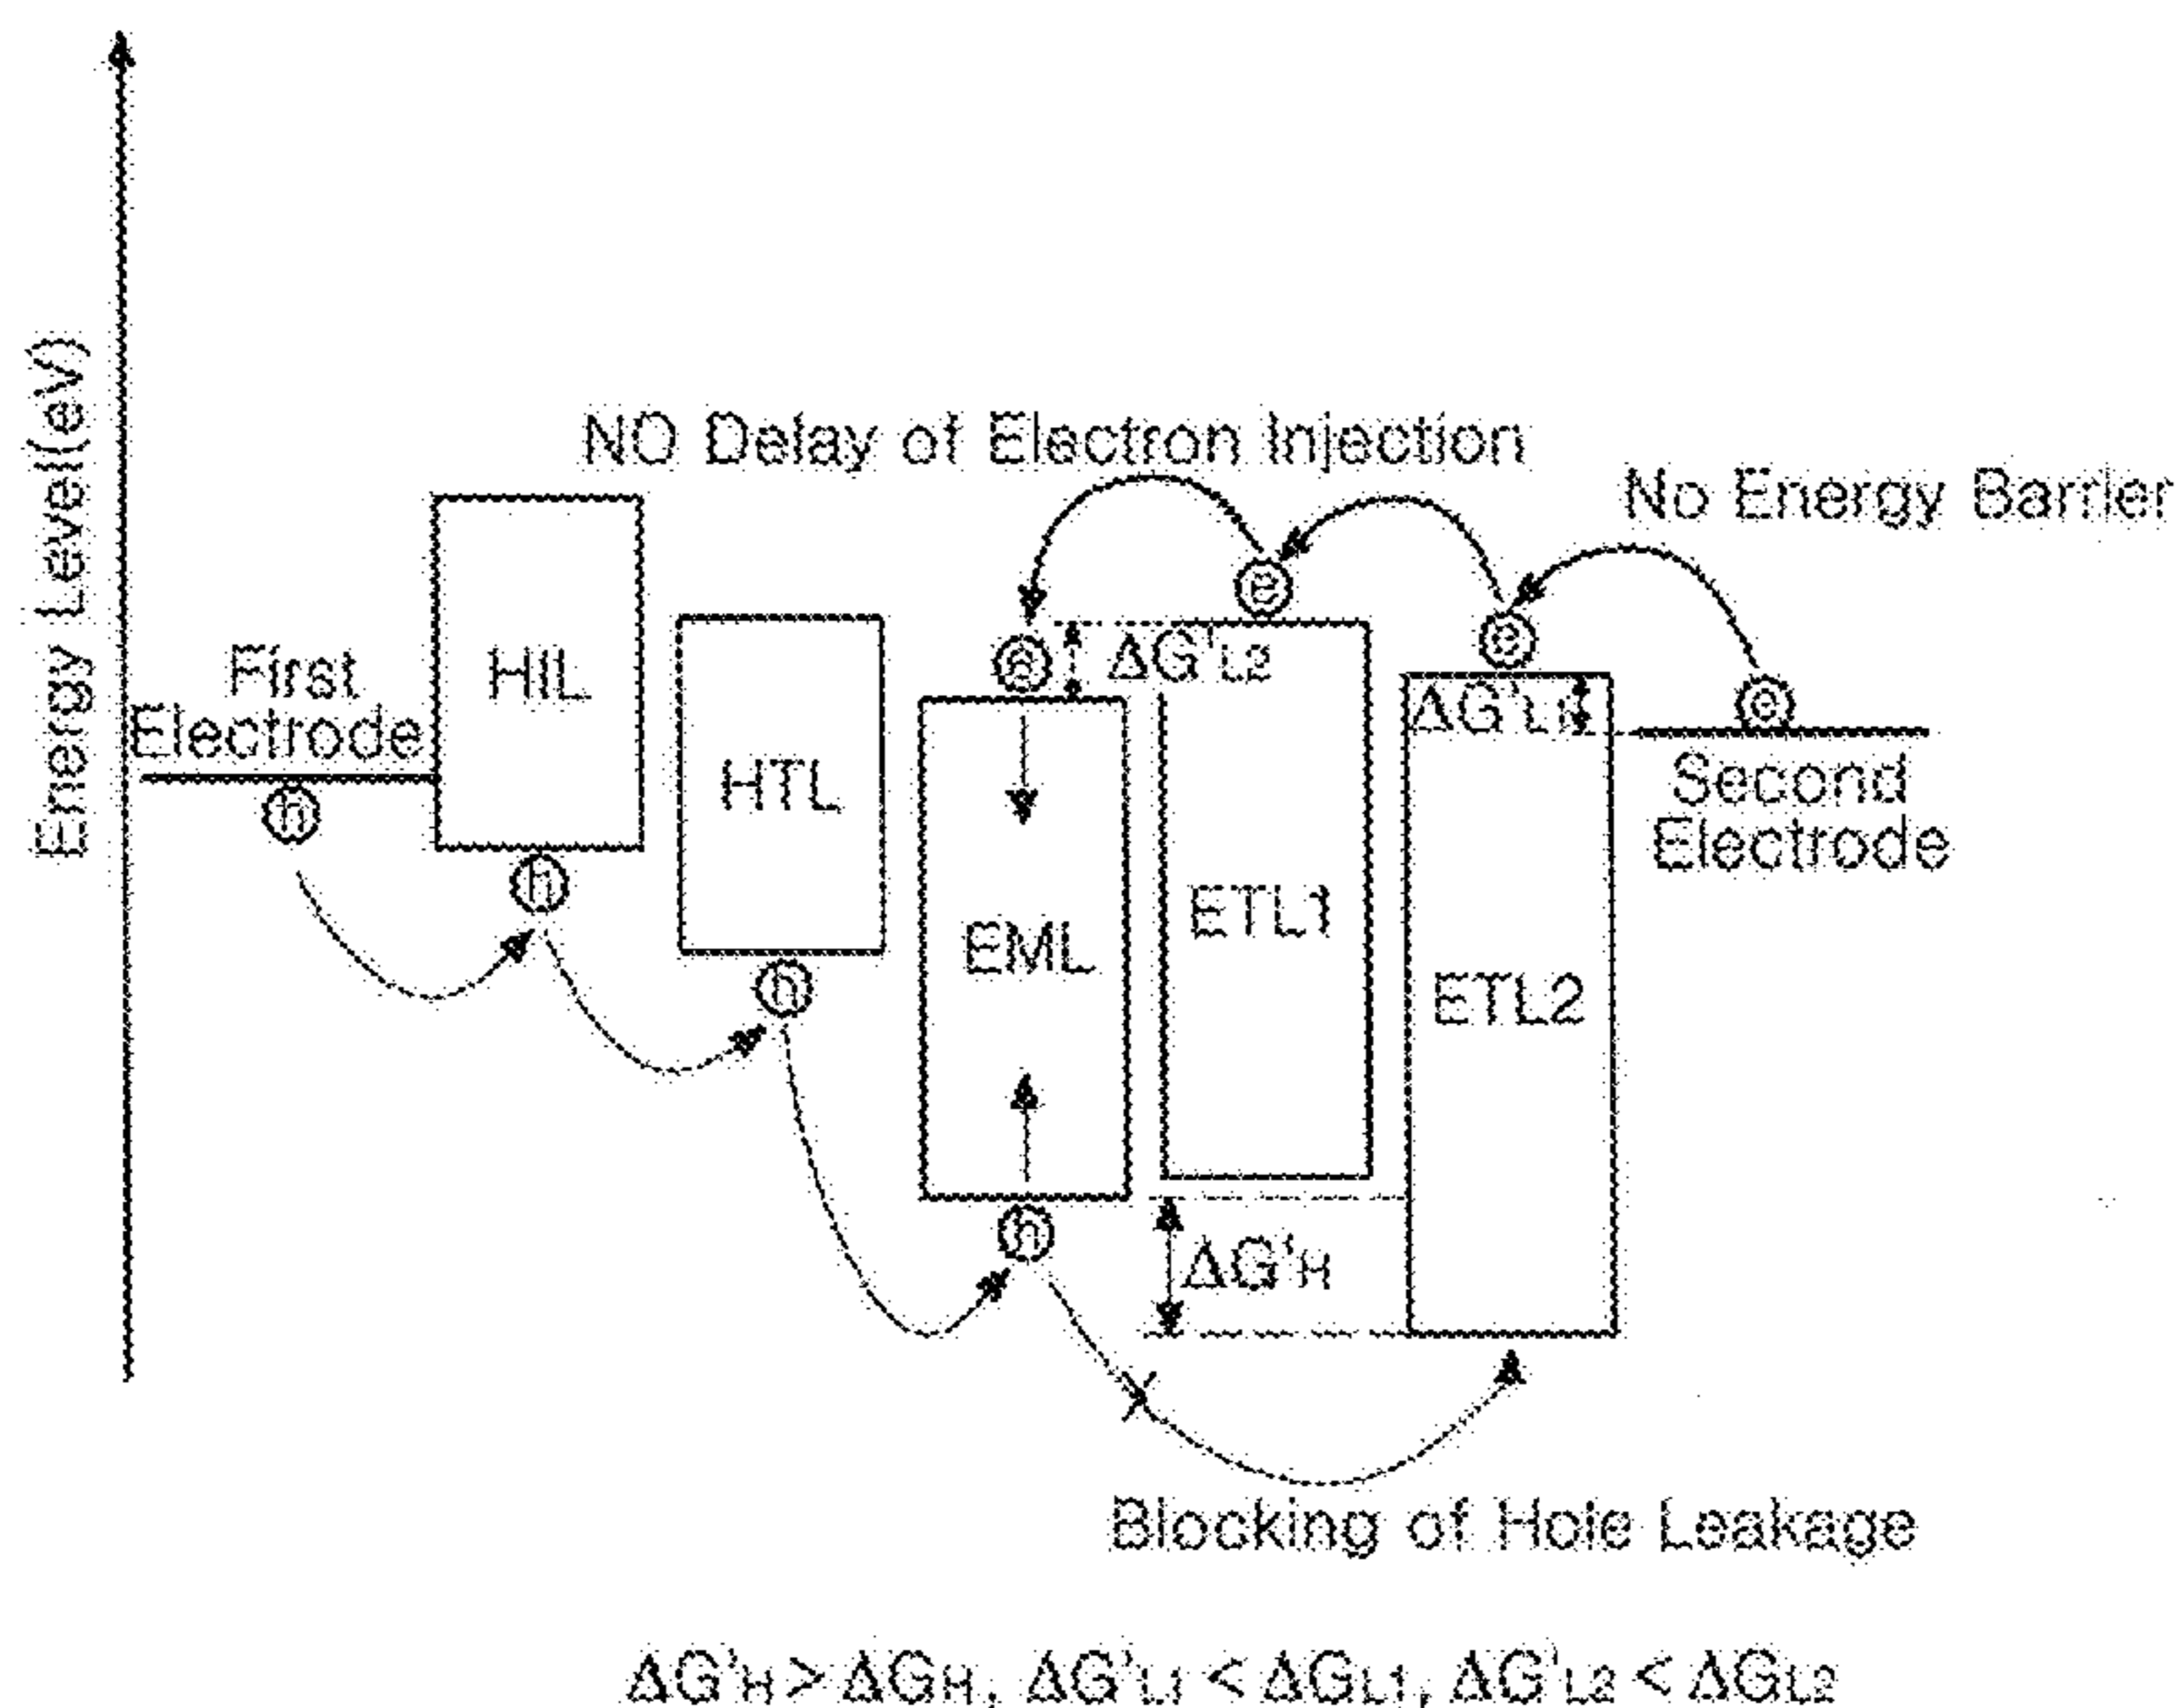 Energy Level(eV)
NO Delay of Electron Injection
No Energy Barrier
First
Electrode
h
HIL
h
HTL
h
e
ΔG'L2
e
e
ΔG'L1
e
Second
Electrode
EML
h
ETL1
ETL2
ΔG'H
Blocking of Hole Leakage
ΔG'H > ΔGH, ΔG'L1 < ΔGL1, ΔG'L2 < ΔGL2